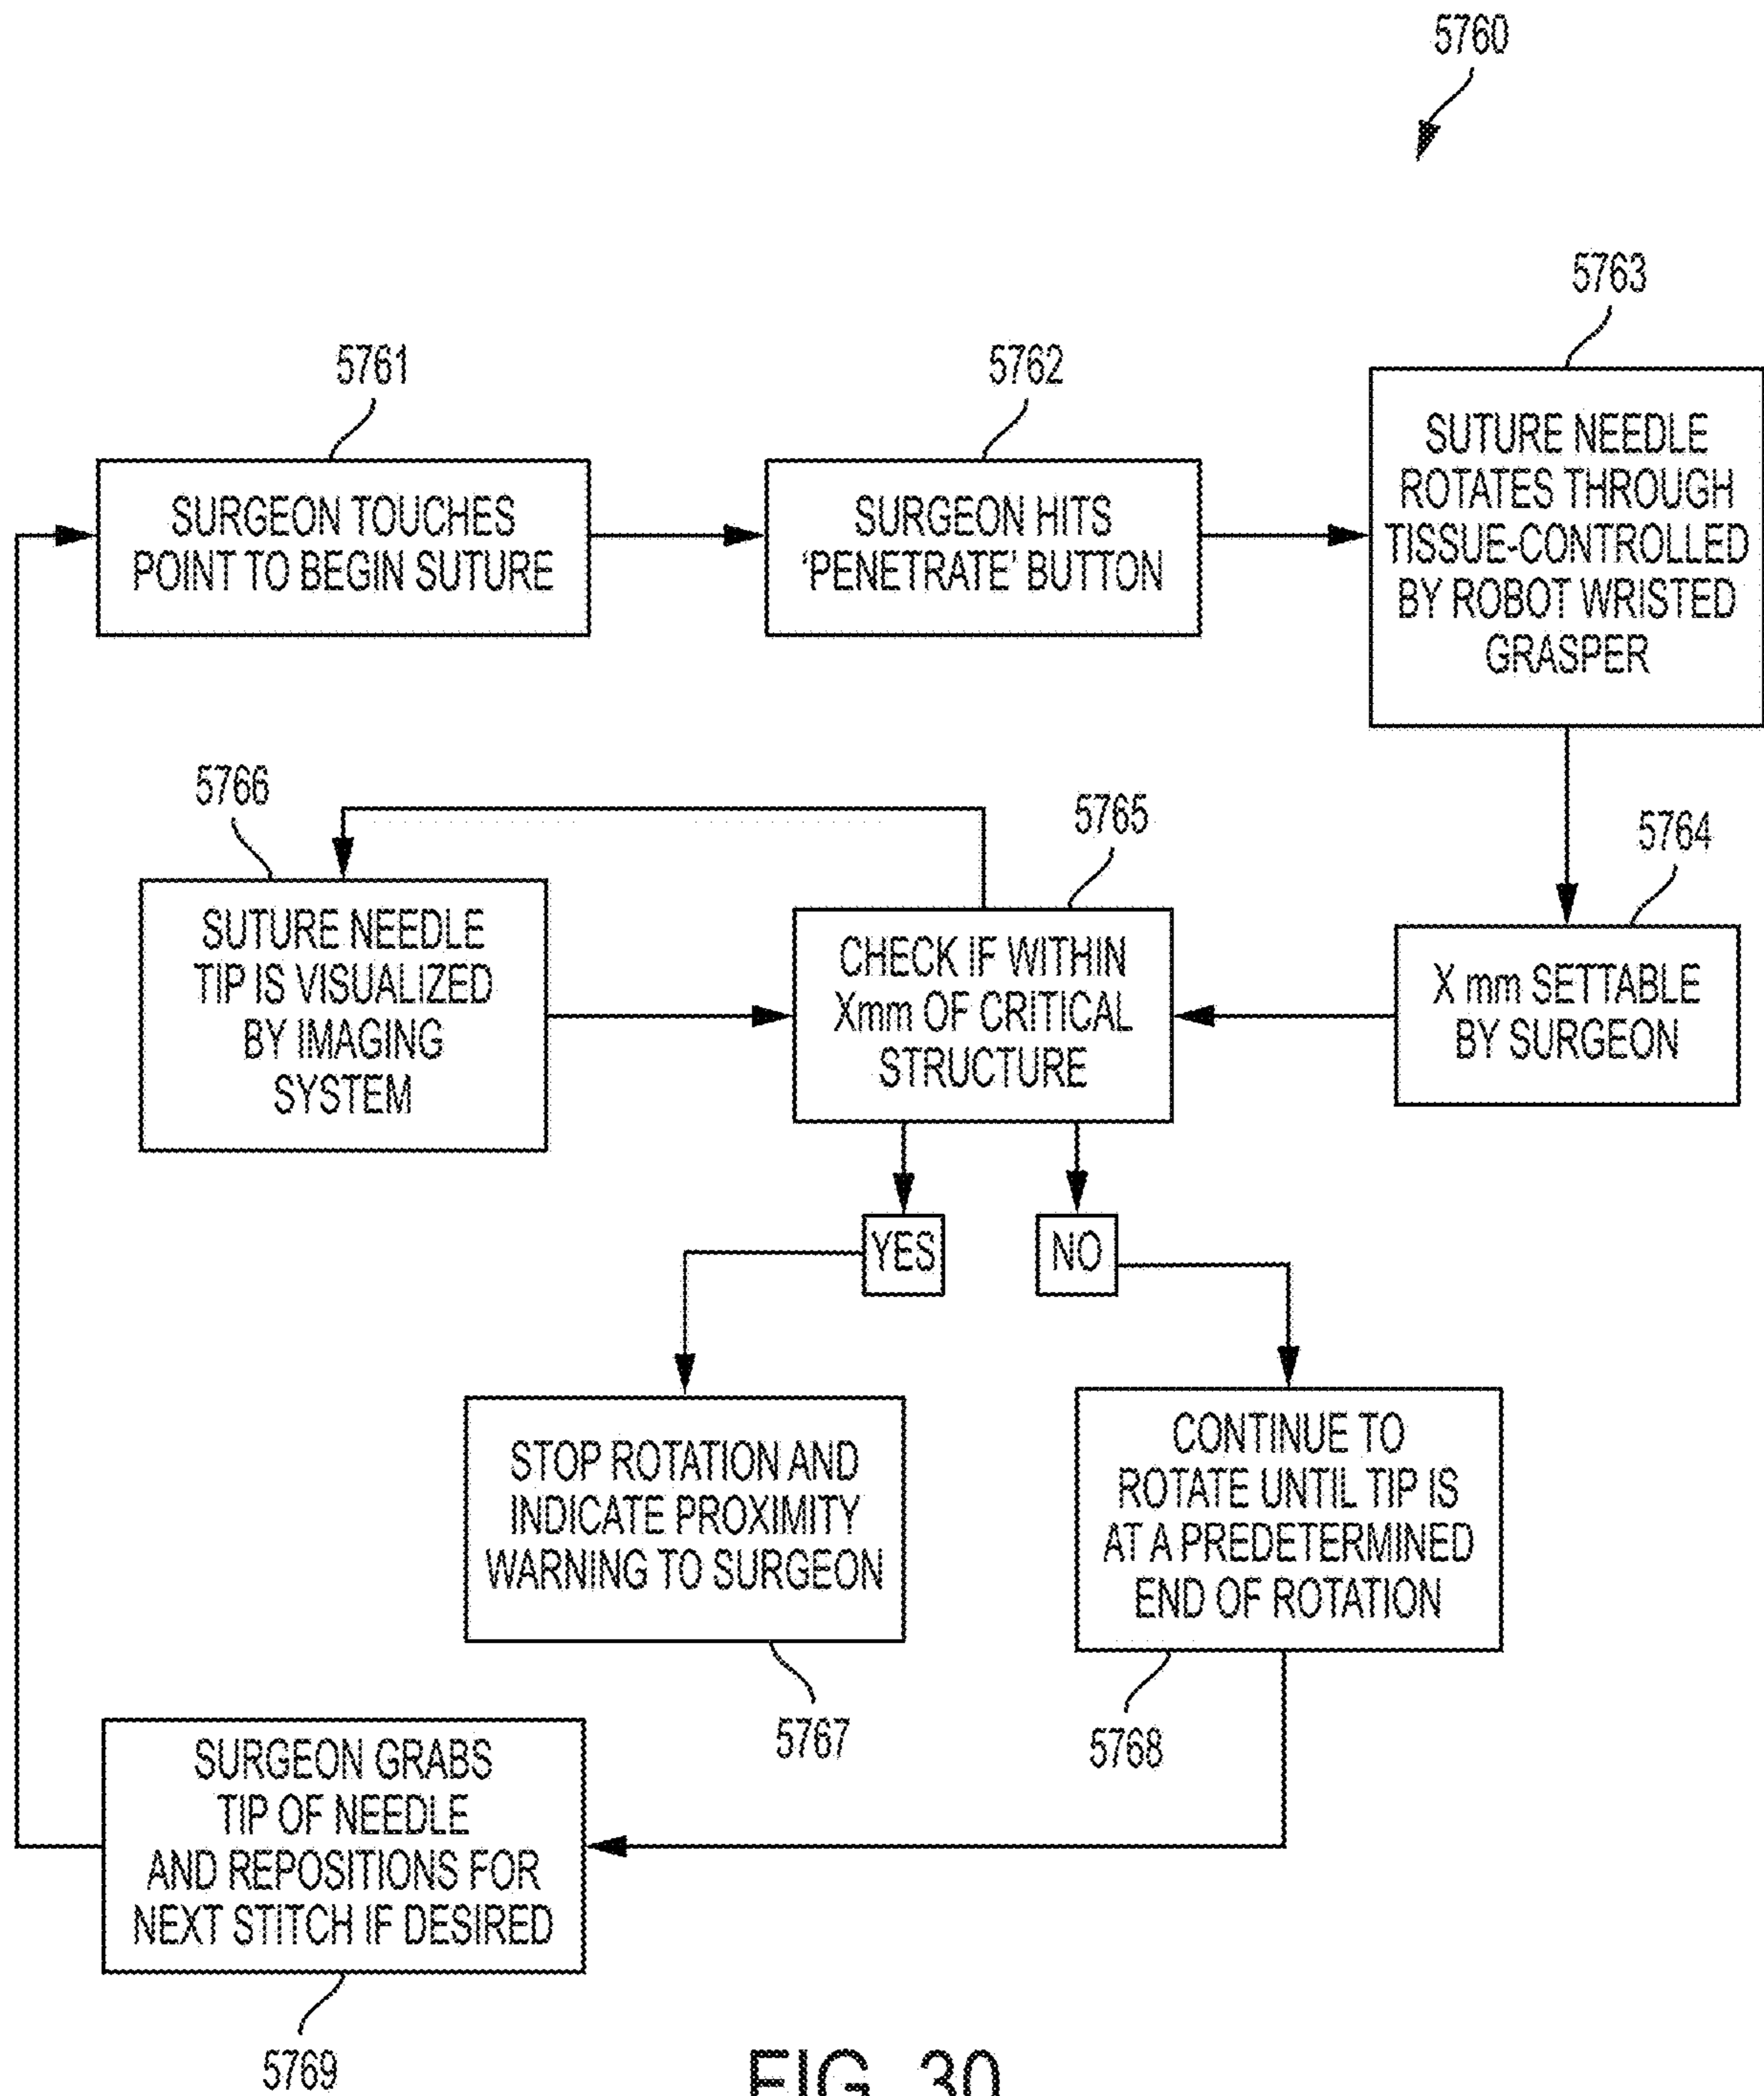 5760
5763
5761
5762
SURGEON TOUCHES
POINT TO BEGIN SUTURE
SURGEON HITS
'PENETRATE' BUTTON
SUTURE NEEDLE
ROTATES THROUGH
TISSUE-CONTROLLED
BY ROBOT WRISTED
GRASPER
5766
5765
5764
SUTURE NEEDLE
TIP IS VISUALIZED
BY IMAGING
SYSTEM
CHECK IF WITHIN
Xmm OF CRITICAL
STRUCTURE
X mm SETTABLE
BY SURGEON
YES
NO
STOP ROTATION AND
INDICATE PROXIMITY
WARNING TO SURGEON
CONTINUE TO
ROTATE UNTIL TIP IS
AT A PREDETERMINED
END OF ROTATION
5767
5768
SURGEON GRABS
TIP OF NEEDLE
AND REPOSITIONS FOR
NEXT STITCH IF DESIRED
5769
FIG. 30